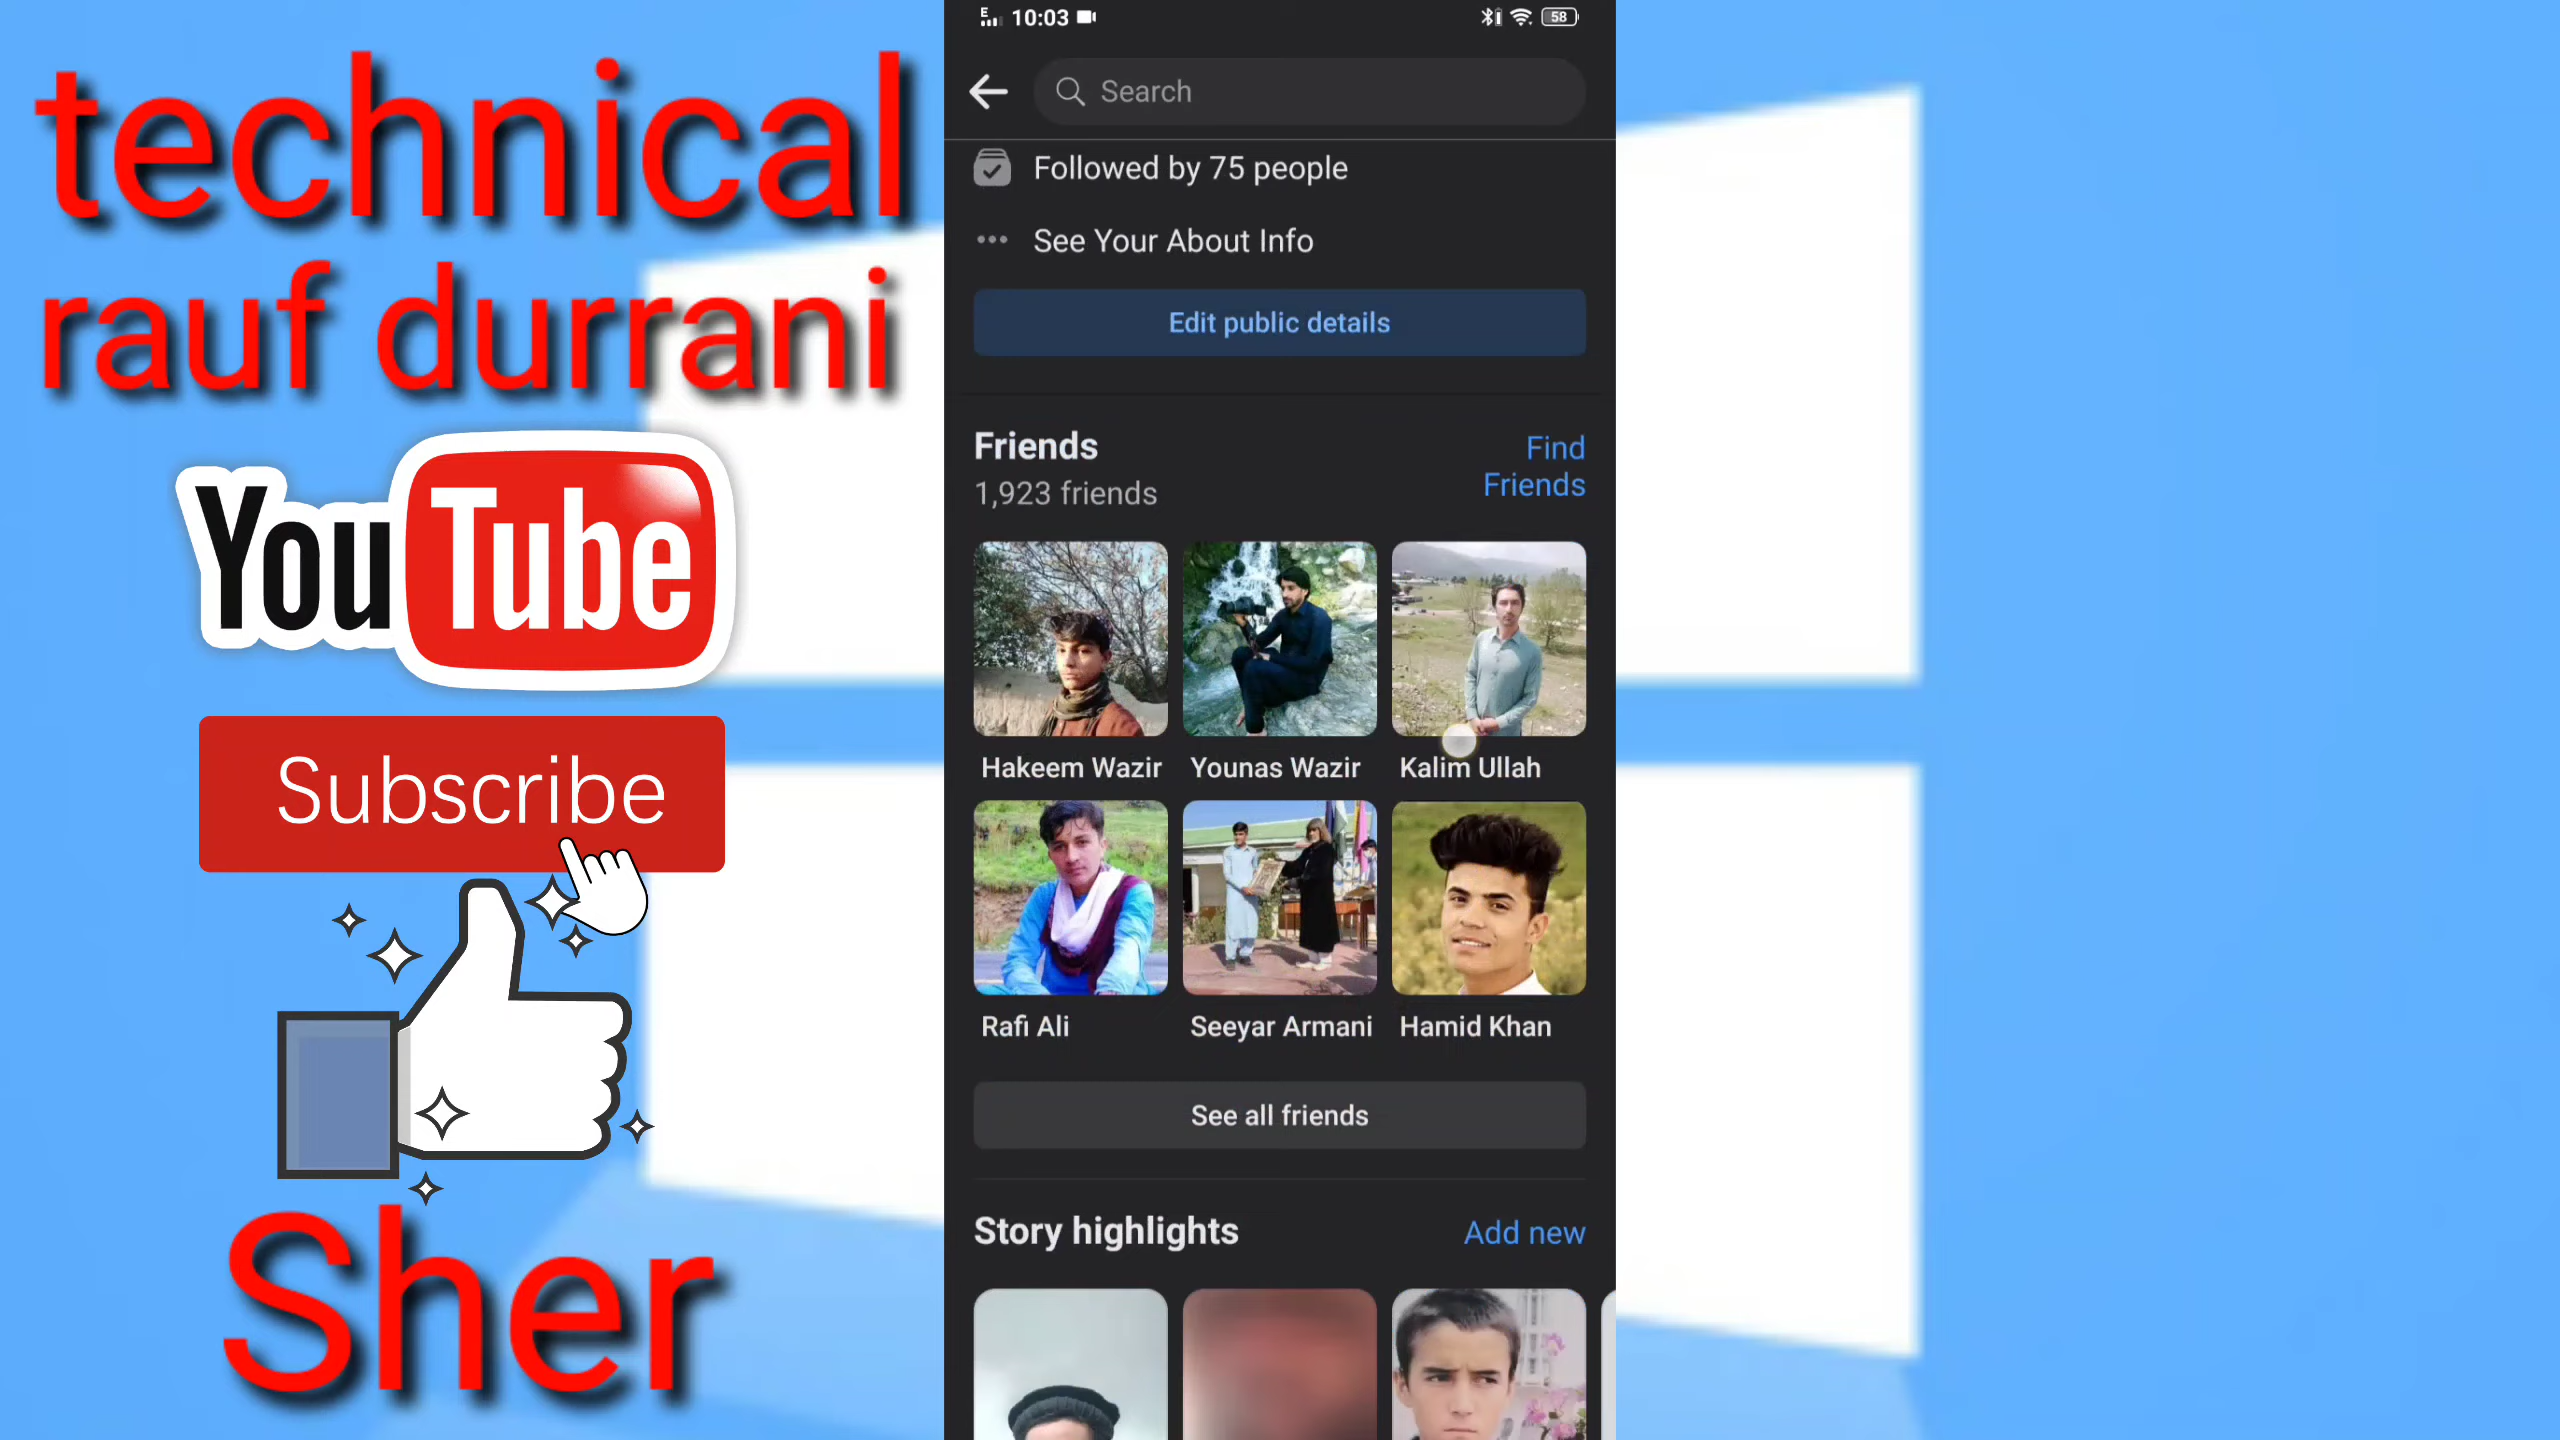 technical
rauf durrani
YouTube
Subscribe
Sher
E 10:03 58
Search
Followed by 75 people
See Your About Info
Edit public details
Friends
1,923 friends
Find
Friends
Hakeem Wazir
Younas Wazir
Kalim Ullah
Rafi Ali
Seeyar Armani
Hamid Khan
See all friends
Story highlights
Add new